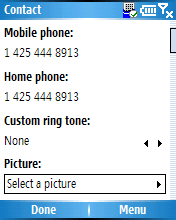 Contact
Mobile phone:
1 425 444 8913
Home phone:
1 425 444 8913
Custom ring tone:
None
Picture:
Select a picture
Done
Menu